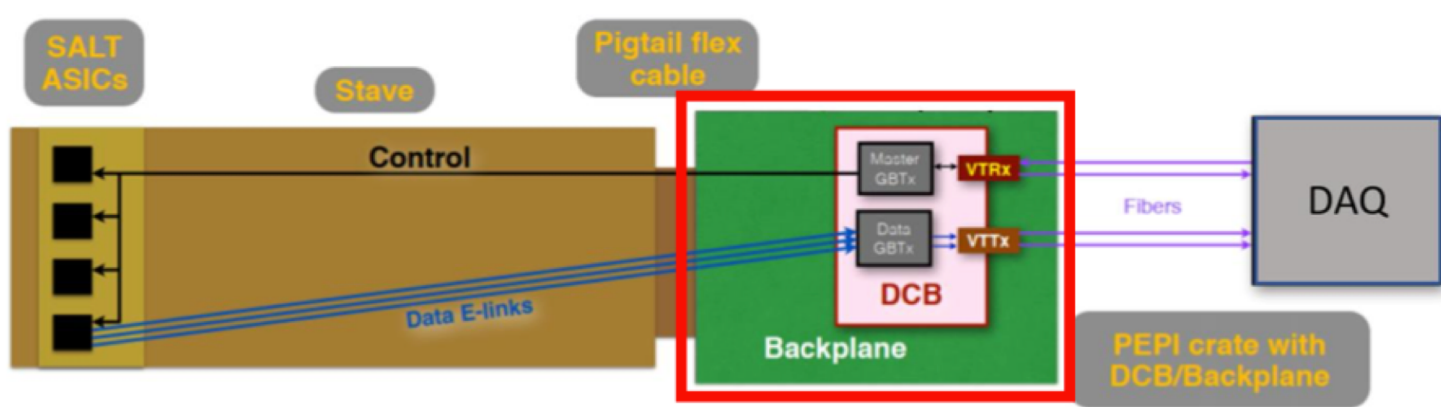 SALT
ASICs
Stave
Pigtail flex
cable
Control
Master
GBTx
VTRx
Fibers
DAQ
Data
GBTx
VTTx
Data E-links
DCB
Backplane
PEPI crate with
DCB/Backplane